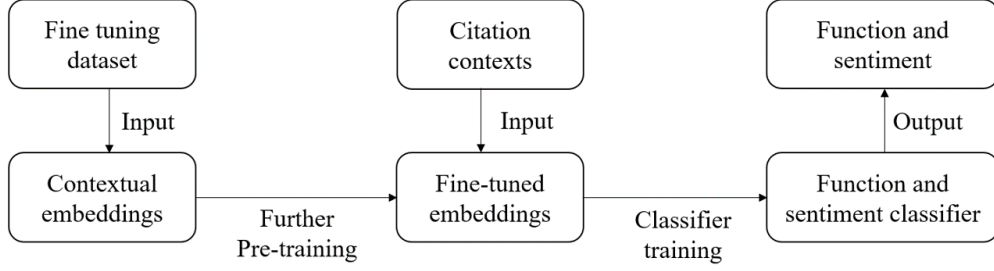 Fine tuning
dataset
Citation
contexts
Function and
sentiment
Input
Input
Output
Contextual
embeddings
Further
Pre-training
Fine-tuned
embeddings
Classifier
training
Function and
sentiment classifier